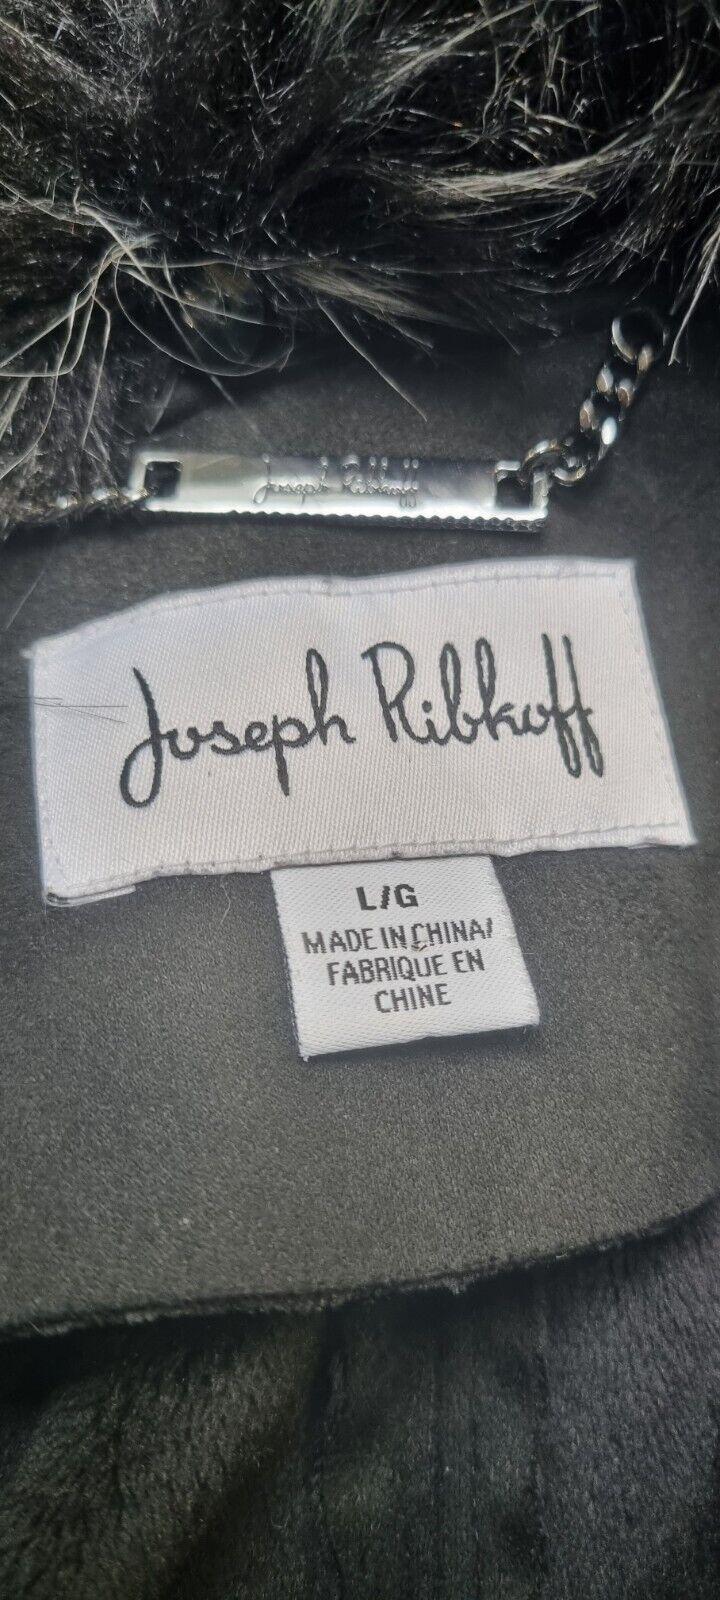 Joseph Ribkoff
Joseph Ribkoff
L/G
MADE IN CHINA/
FABRIQUE EN
CHINE